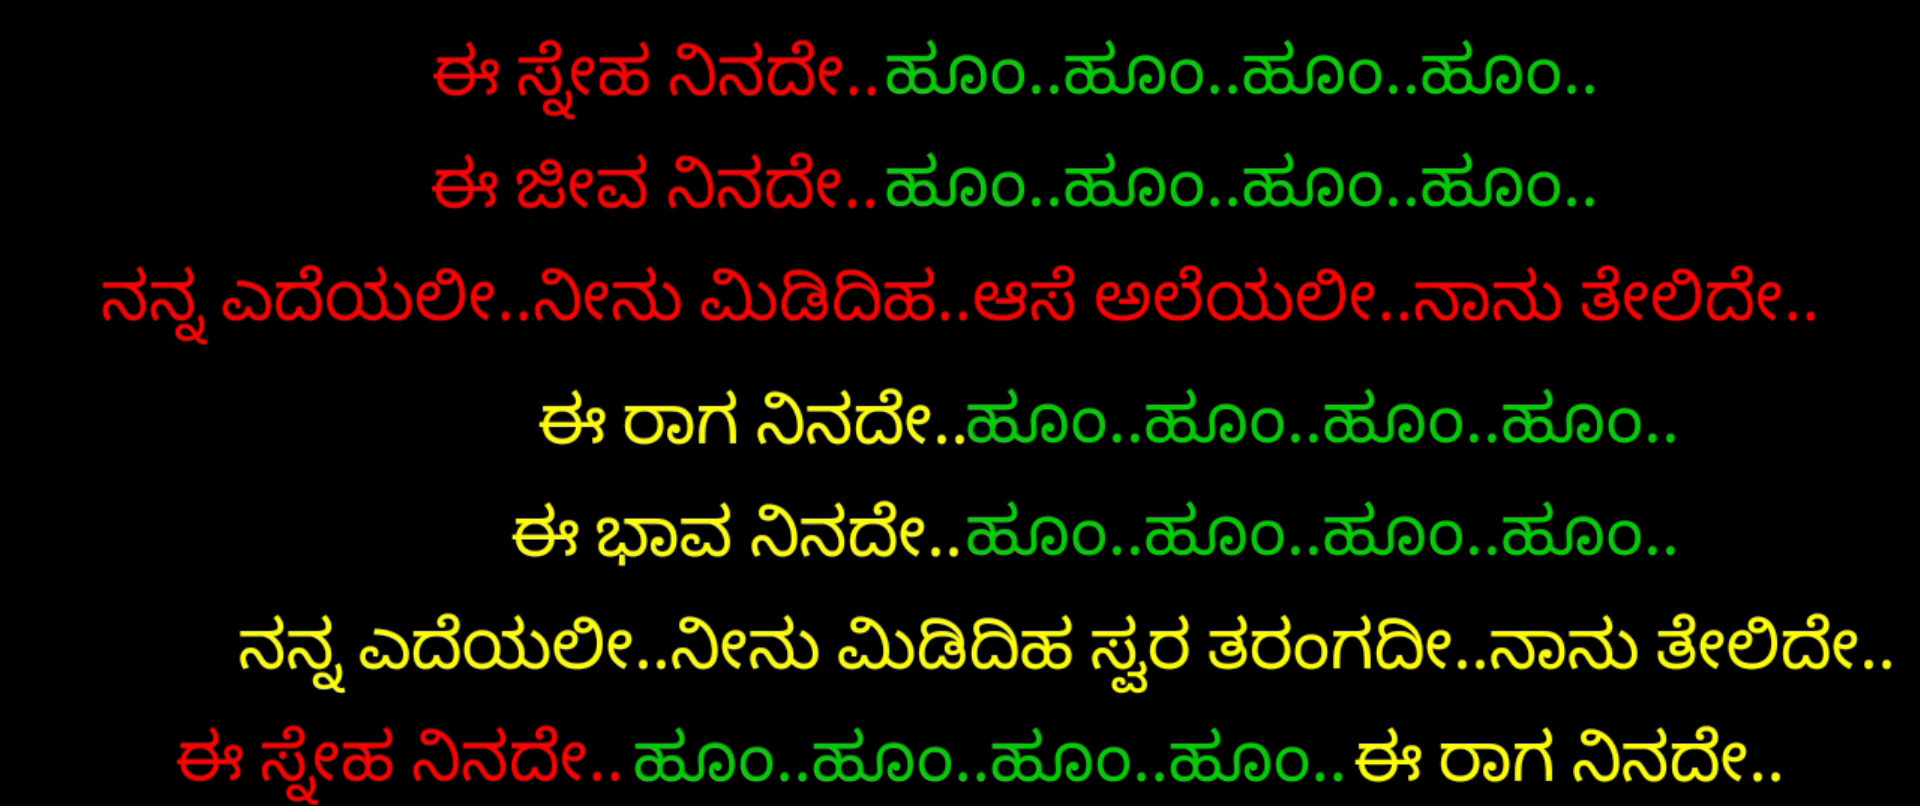 ಈ ಸ್ನೇಹ ನಿನದೇ..ಹೂಂ..ಹೂಂ..ಹೂಂ..ಹೂಂ..
ಈ ಜೀವ ನಿನದೇ..ಹೂಂ..ಹೂಂ..ಹೂಂ..ಹೂಂ..
ನನ್ನ ಎದೆಯಲೀ..ನೀನು ಮಿಡಿದಿಹ..ಆಸೆ ಅಲೆಯಲೀ..ನಾನು ತೇಲಿದೇ..
ಈ ರಾಗ ನಿನದೇ..ಹೂಂ..ಹೂಂ..ಹೂಂ..ಹೂಂ..
ಈ ಭಾವ ನಿನದೇ..ಹೂಂ..ಹೂಂ..ಹೂಂ..ಹೂಂ..
ನನ್ನ ಎದೆಯಲೀ..ನೀನು ಮಿಡಿದಿಹ ಸ್ವರ ತರಂಗದೀ..ನಾನು ತೇಲಿದೇ..
ಈ ಸ್ನೇಹ ನಿನದೇ..ಹೂಂ..ಹೂಂ..ಹೂಂ..ಹೂಂ..ಈ ರಾಗ ನಿನದೇ..